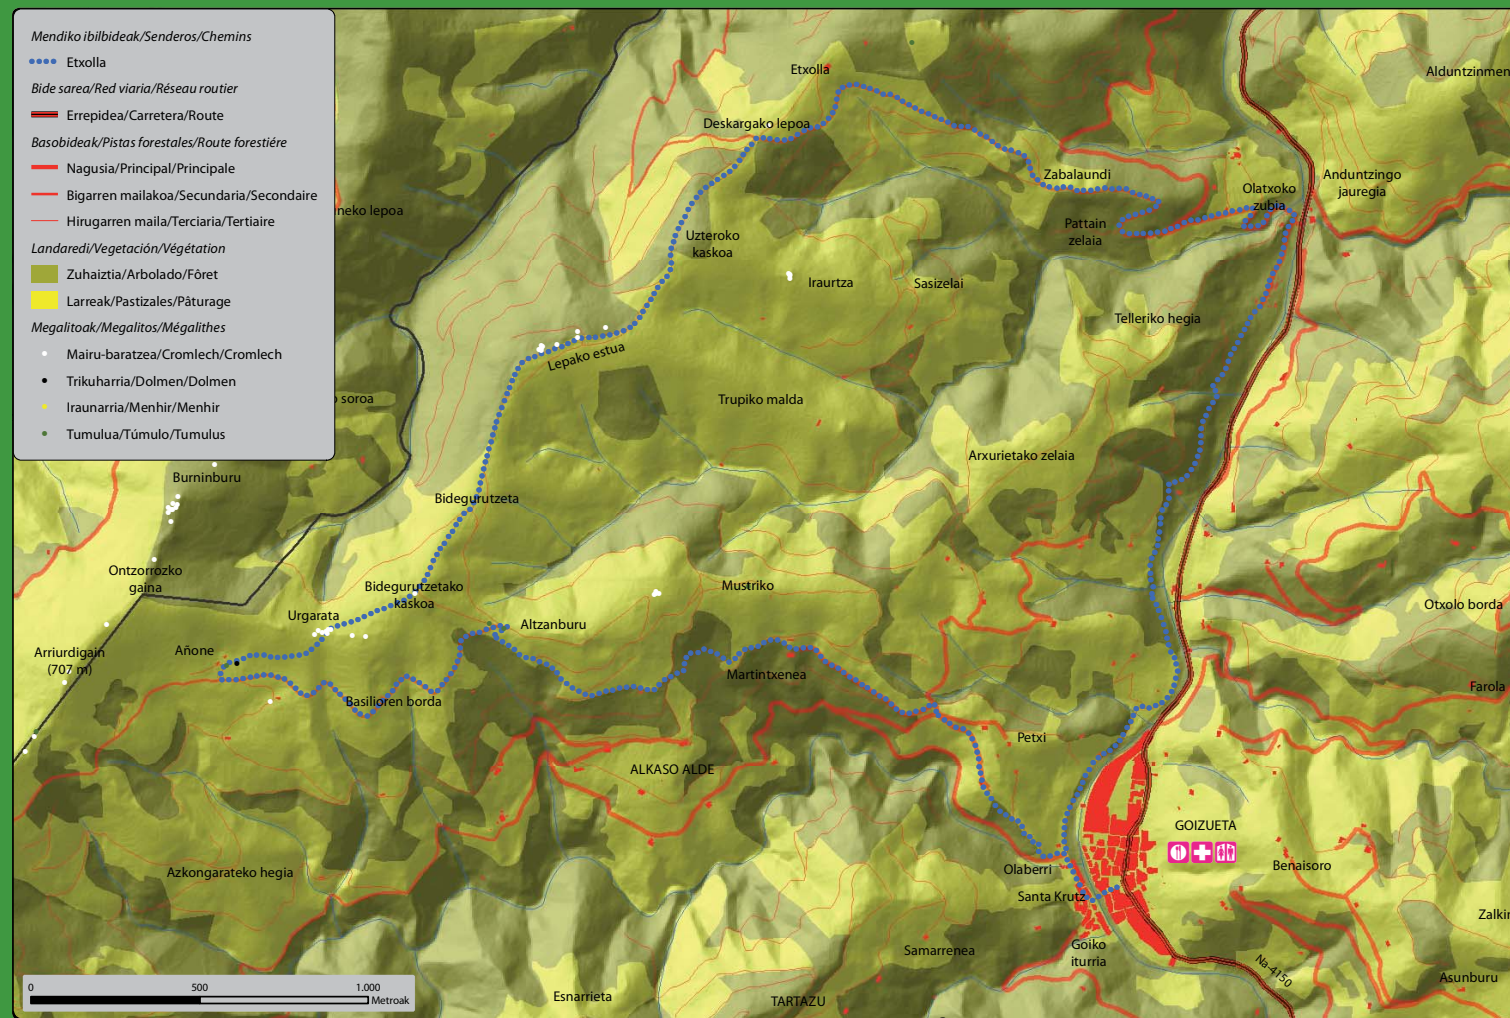 Mendiko ibilbideak/Senderos/Chemins
Etxolla
Bide sarea/Red viaria/Réseau routier
Errepidea/Carretera/Route
Basobideak/Pistas forestales/Route forestiére
Nagusia/Principal/Principale
Bigarren mailakoa/Secundaria/Secondaire
Hirugarren maila/Terciaria/Tertiaire
Landaredi/Vegetación/Végétation
Zuhaiztia/Arbolado/Fôret
Larreak/Pastizales/Pâturage
Megalitoak/Megalitos/Mégalithes
Mairu-baratzea/Cromlech/Cromlech
Trikuharria/Dolmen/Dolmen
Iraunarria/Menhir/Menhir
Tumulua/Túmulo/Tumulus
Etxolla
Alduntzinmen
Deskargako lepoa
Zabalaundi
Olatxoko
zubia
Anduntzingo
jauregia
neko lepoa
Pattain
zelaia
Uzteroko
kaskoa
Iraurtza
Sasizelai
Telleriko hegia
Lepako estua
o soroa
Trupiko malda
Arxurietako zelaia
Burninburu
Bidegurutzeta
Ontzorrozko
gaina
Bidegurutzetako
kaskoa
Mustriko
Otxolo borda
Urgarata
Altzanburu
Arriurdigain
(707 m)
Añone
Martintxenea
Farola
Basilioren borda
Petxi
ALKASO ALDE
GOIZUETA
Azkongarateko hegia
Olaberri
Benaisoro
Santa Krutz
Zalkin
Samarrenea
Goiko
iturria
Na-4150
Asunburu
Esnarrieta
TARTAZU
0 500 1.000
Metroak